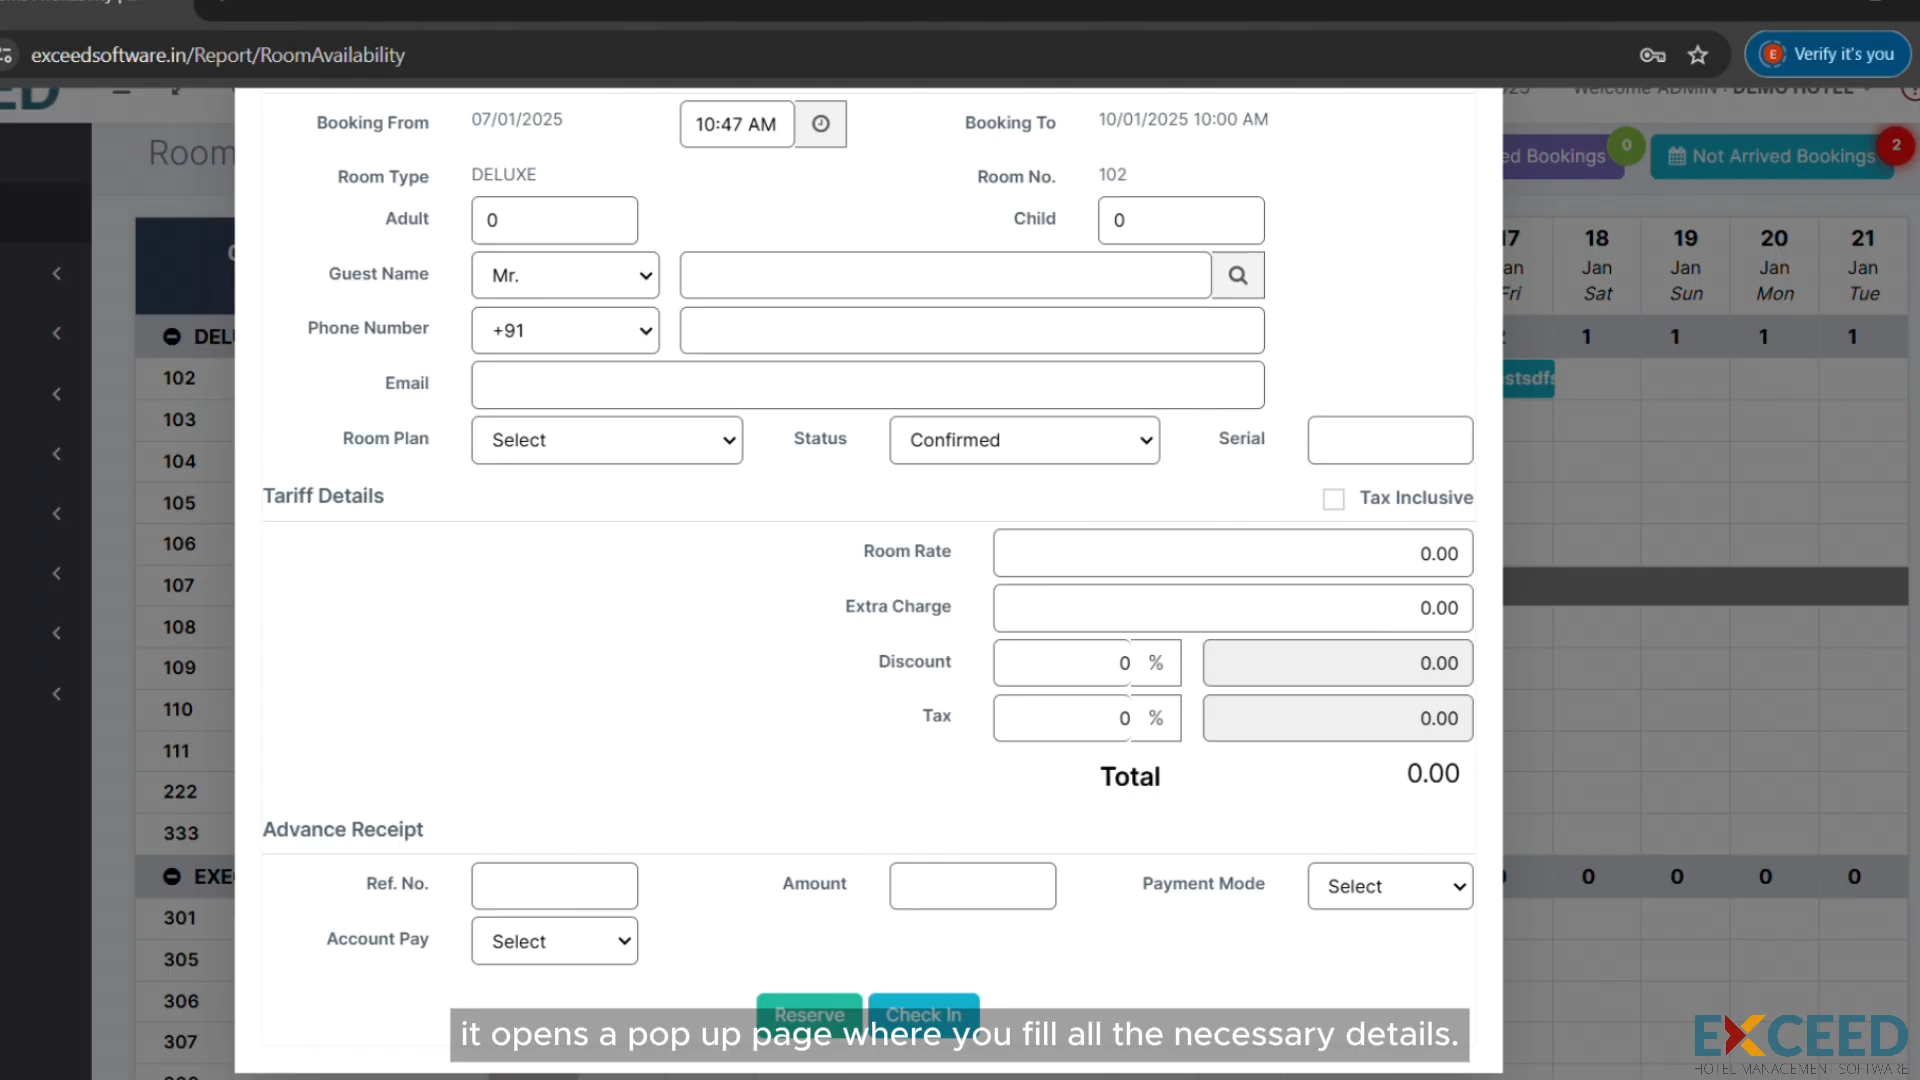 exceedsoftware.in/Report/RoomAvailability
Verify it's you
Booking From 07/01/2025 10:47 AM Booking To 10/01/2025 10:00 AM
Room
ed Bookings 0 Not Arrived Bookings 2
Room Type DELUXE Room No. 102
Adult 0 Child 0
Guest Name Mr.
Phone Number +91
Email
Room Plan Select Status Confirmed Serial
Tariff Details Tax Inclusive
Room Rate 0.00
Extra Charge 0.00
Discount 0 % 0.00
Tax 0 % 0.00
Total 0.00
Advance Receipt
Ref. No. Amount Payment Mode Select
Account Pay Select
Reserve Check In
it opens a pop up page where you fill all the necessary details.
17 18 19 20 21
Jan Jan Jan Jan
Fri Sat Sun Mon Tue
1 1 1 1
stsdfs
102
103
104
105
106
107
108
109
110
111
222
333
0 0 0 0
301
305
306
307
EXCEED
HOTEL MANAGEMENT SOFTWARE